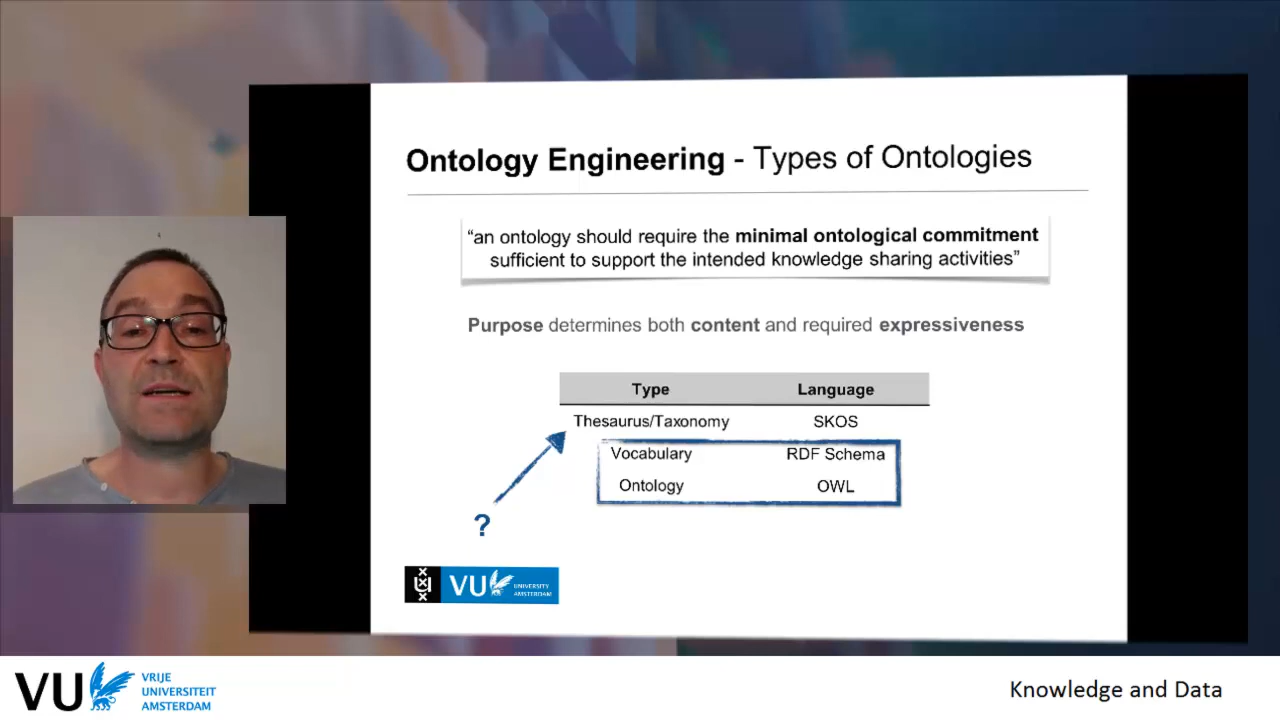 Ontology Engineering - Types of Ontologies
“an ontology should require the minimal ontological commitment
sufficient to support the intended knowledge sharing activities”
Purpose determines both content and required expressiveness
Type Language
Thesaurus/Taxonomy SKOS
Vocabulary RDF Schema
Ontology OWL
?
VU UNIVERSITY
AMSTERDAM
VU VRIJE
UNIVERSITEIT
AMSTERDAM
Knowledge and Data